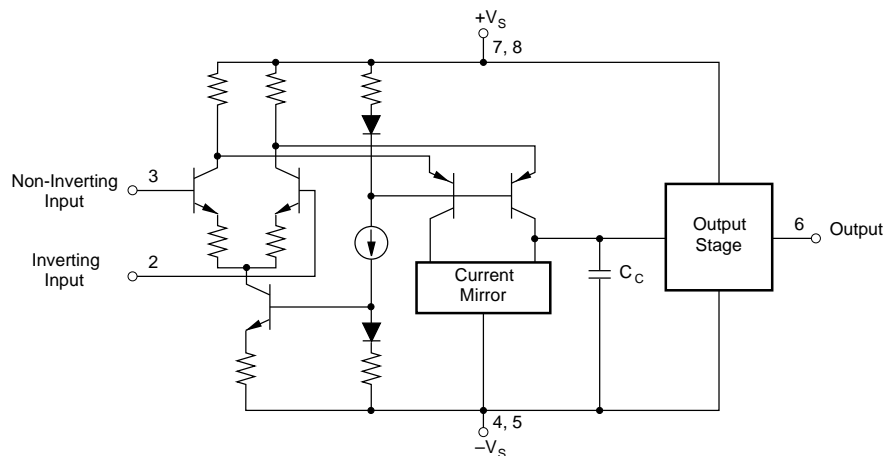 +V_S
7, 8
Non-Inverting
Input
3
Inverting
Input
2
Current
Mirror
C_C
Output
Stage
6
Output
4, 5
–V_S